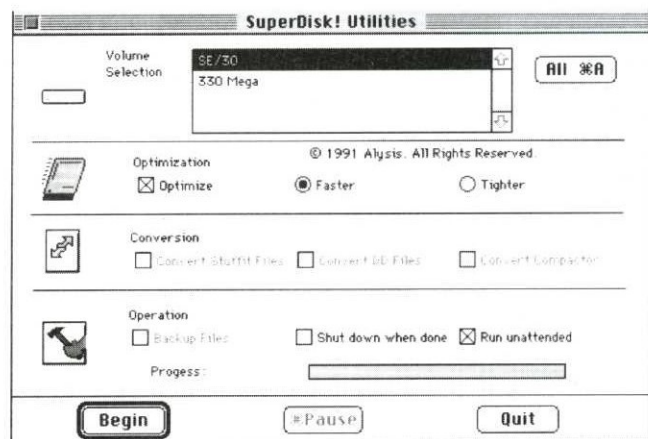 SuperDisk! Utilities
Volume
Selection
SE/30
330 Mega
All ⌘A
© 1991 Alysis. All Rights Reserved.
Optimization
Optimize
Faster
Tighter
Conversion
Convert Stuffit Files
Convert DD Files
Convert Compactor
Operation
Backup Files
Shut down when done
Run unattended
Progess:
Begin
⌘Pause
Quit